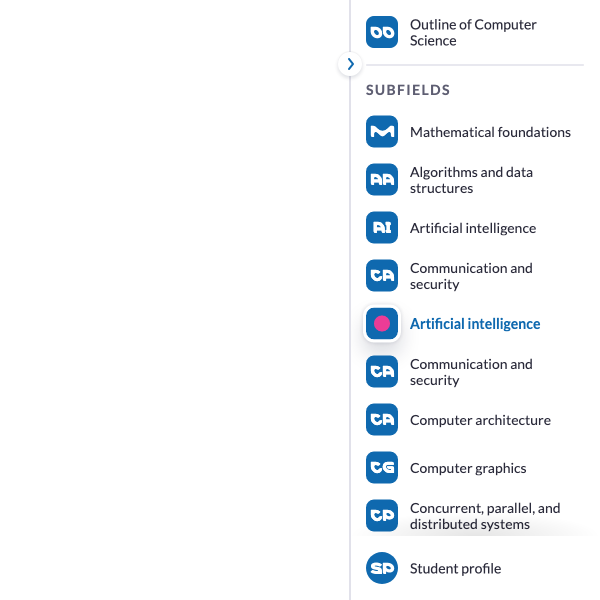 OO
Outline of Computer
Science
SUBFIELDS
M
Mathematical foundations
AA
Algorithms and data
structures
AI
Artificial intelligence
CA
Communication and
security
Artificial intelligence
CA
Communication and
security
CA
Computer architecture
CG
Computer graphics
CP
Concurrent, parallel, and
distributed systems
SP
Student profile